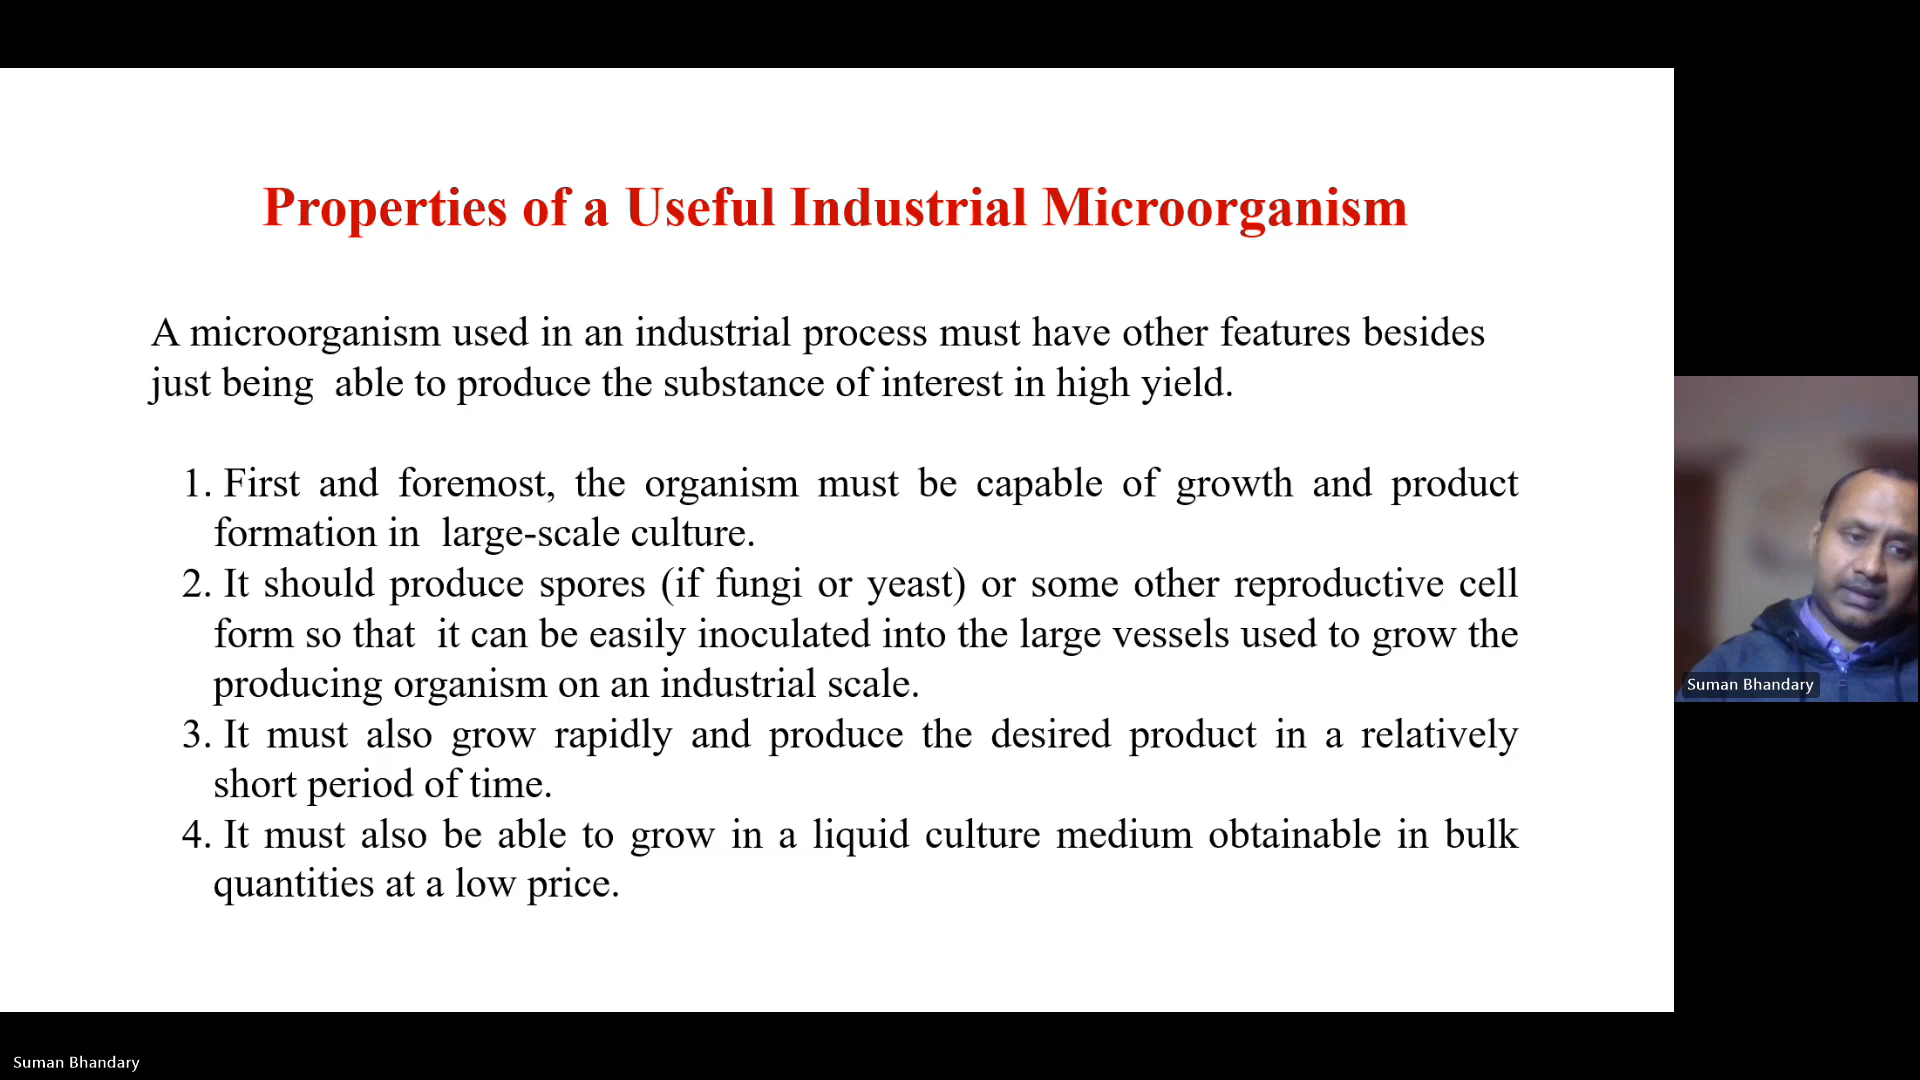 Properties of a Useful Industrial Microorganism
A microorganism used in an industrial process must have other features besides
just being  able to produce the substance of interest in high yield.
1. First and foremost, the organism must be capable of growth and product
formation in  large-scale culture.
2. It should produce spores (if fungi or yeast) or some other reproductive cell
form so that  it can be easily inoculated into the large vessels used to grow the
producing organism on an industrial scale.
3. It must also grow rapidly and produce the desired product in a relatively
short period of time.
4. It must also be able to grow in a liquid culture medium obtainable in bulk
quantities at a low price.
Suman Bhandary
Suman Bhandary